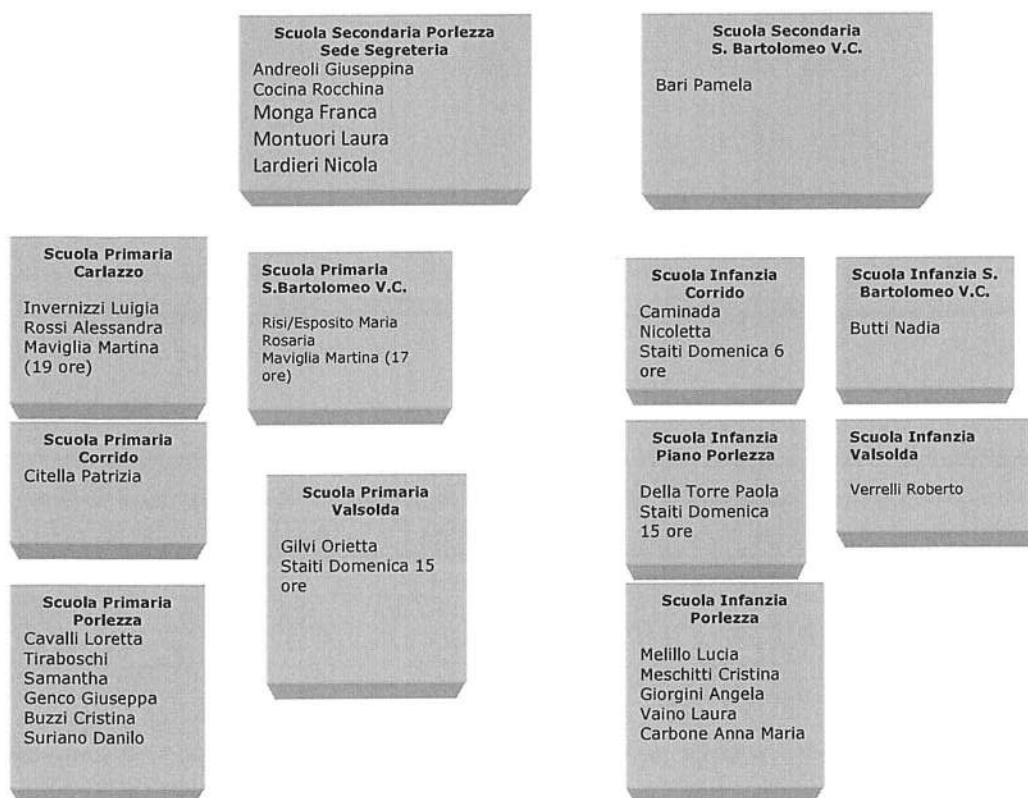 Scuola Secondaria Porlezza
Sede Segreteria
Andreoli Giuseppina
Cocina Rocchina
Monga Franca
Montuori Laura
Lardieri Nicola
Scuola Secondaria
S. Bartolomeo V.C.
Bari Pamela
Scuola Primaria
Carlazzo
Invernizzi Luigia
Rossi Alessandra
Maviglia Martina
(19 ore)
Scuola Primaria
S.Bartolomeo V.C.
Risi/Esposito Maria
Rosaria
Maviglia Martina (17
ore)
Scuola Infanzia
Corrido
Caminada
Nicoletta
Staiti Domenica 6
ore
Scuola Infanzia S.
Bartolomeo V.C.
Butti Nadia
Scuola Primaria
Corrido
Citella Patrizia
Scuola Primaria
Valsolda
Gilvi Orietta
Staiti Domenica 15
ore
Scuola Infanzia
Piano Porlezza
Della Torre Paola
Staiti Domenica
15 ore
Scuola Infanzia
Valsolda
Verrelli Roberto
Scuola Primaria
Porlezza
Cavalli Loretta
Tiraboschi
Samantha
Genco Giuseppa
Buzzi Cristina
Suriano Danilo
Scuola Infanzia
Porlezza
Melillo Lucia
Meschitti Cristina
Giorgini Angela
Vaino Laura
Carbone Anna Maria